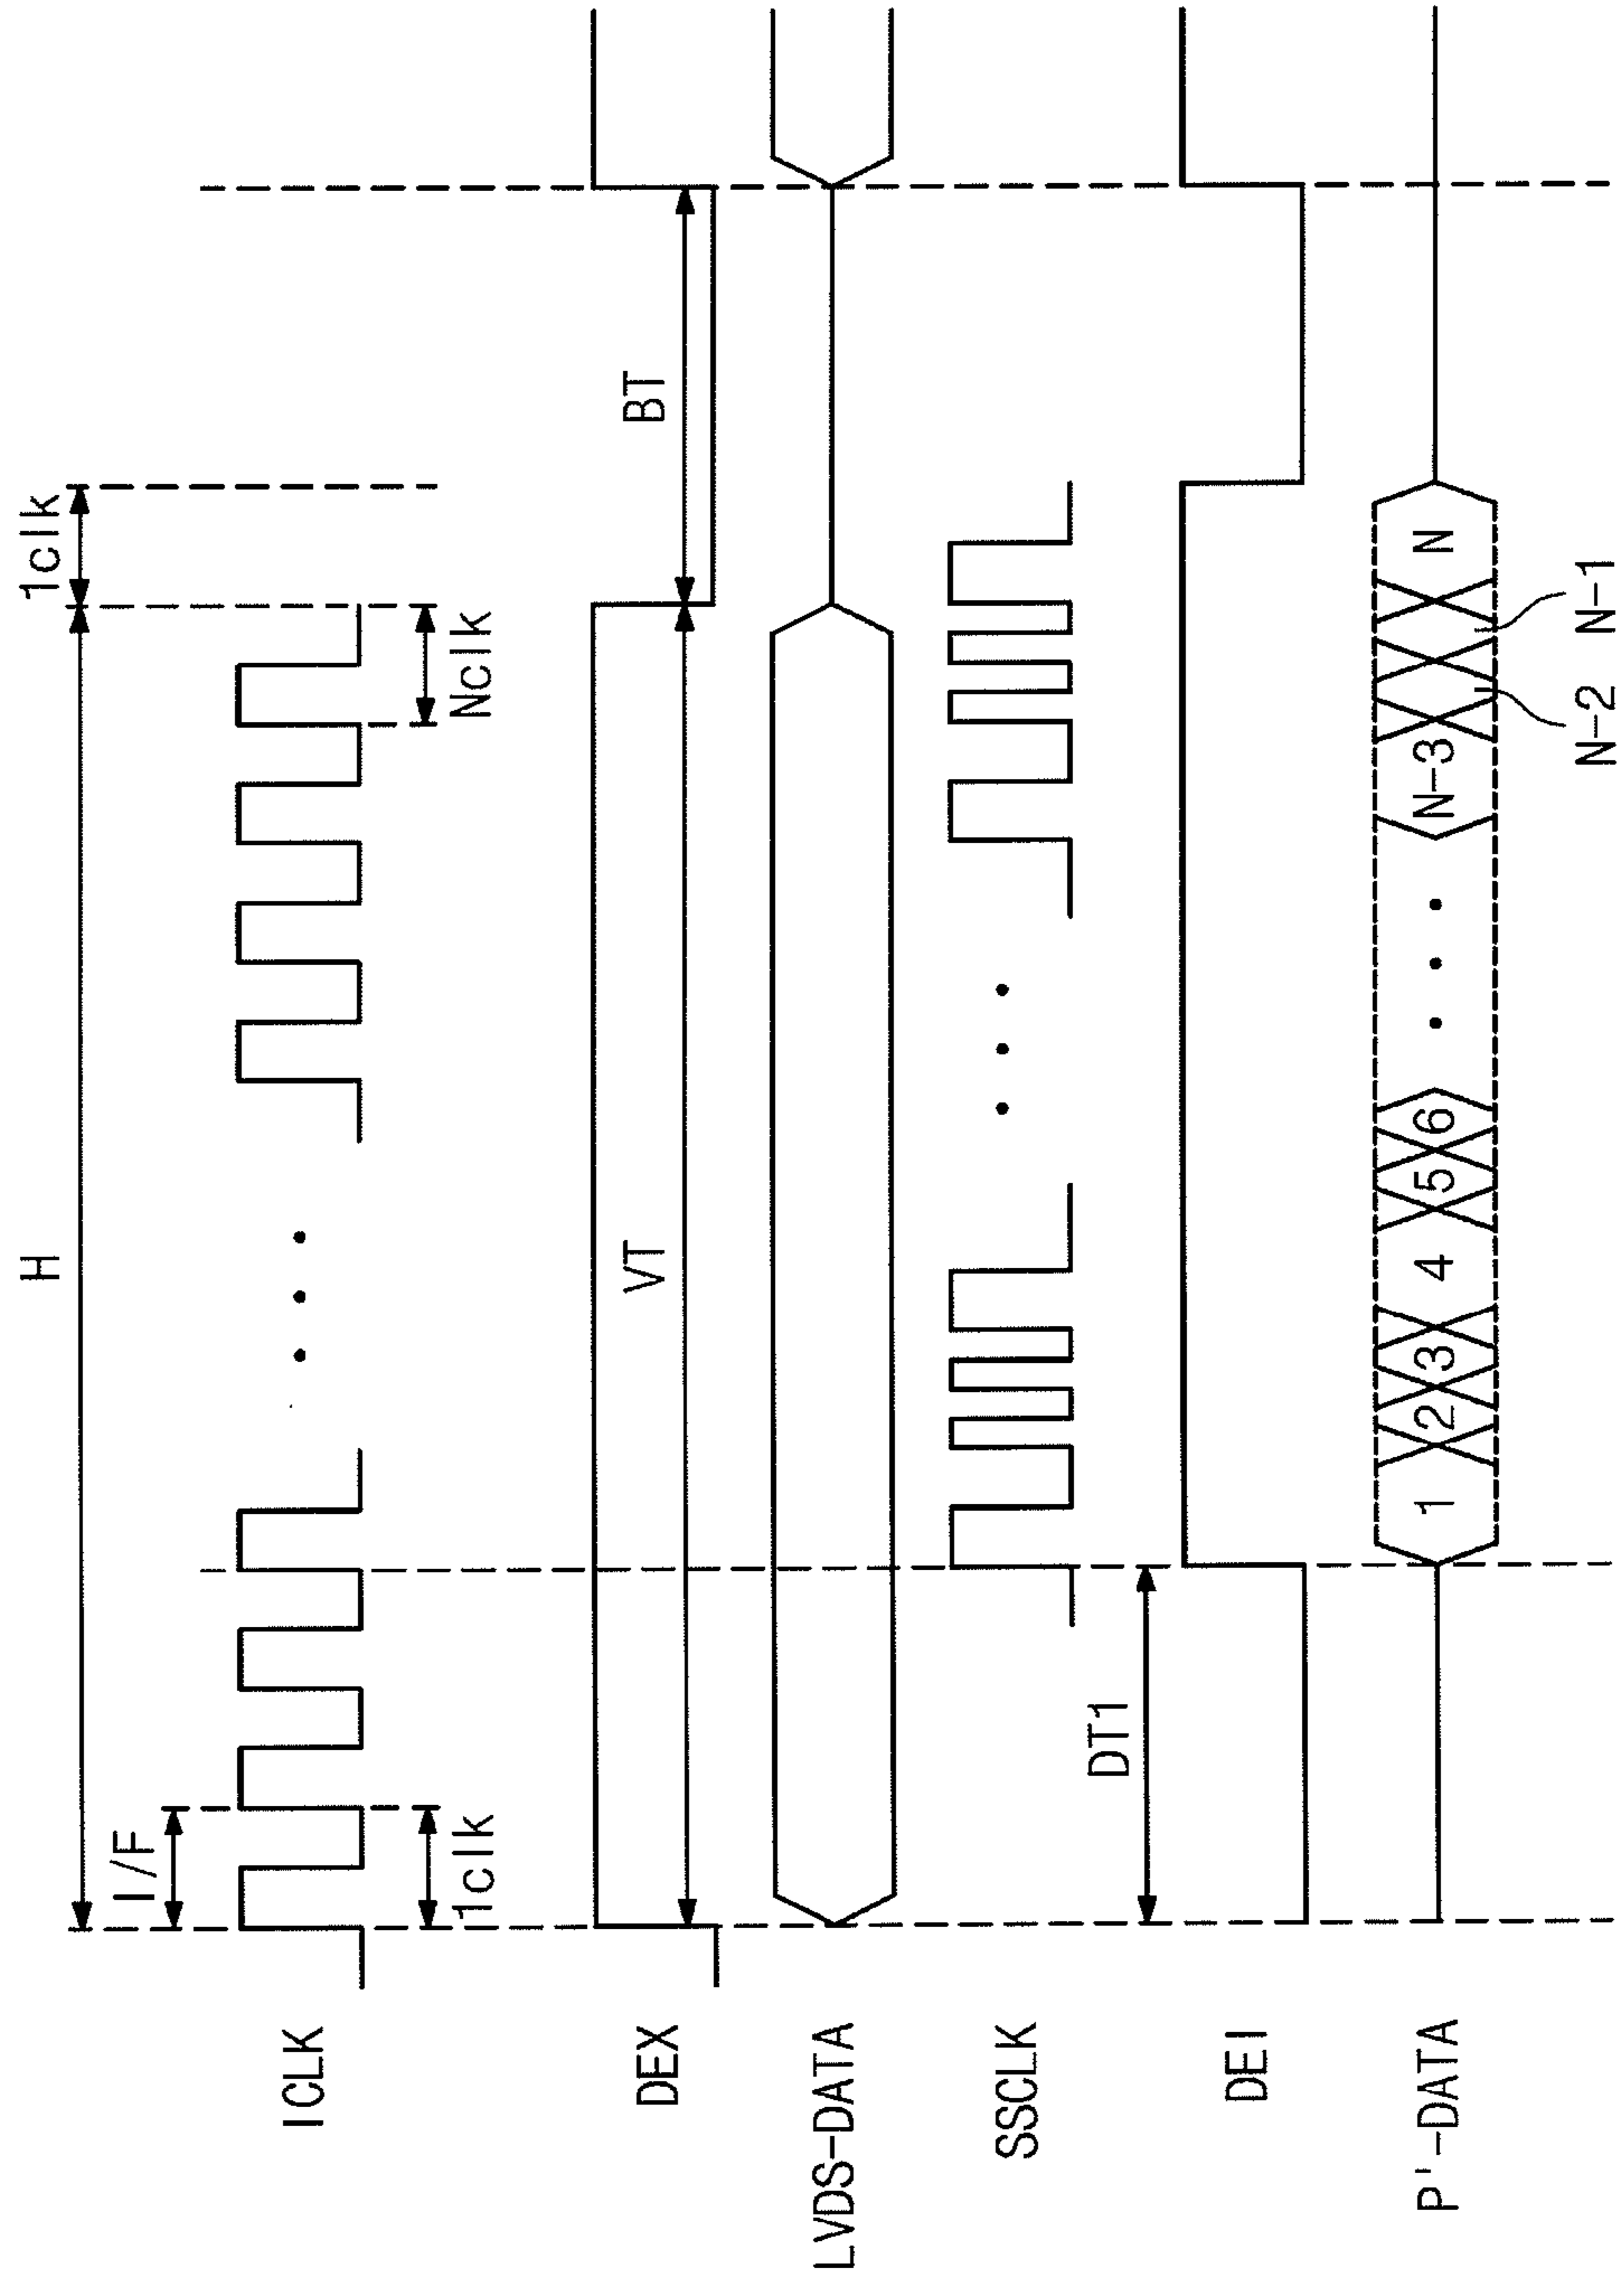 H
1clk
I/F
ICLK
1clk
Nclk
DEX
VT
BT
LVDS-DATA
SSCLK
DT1
DEI
P'-DATA
1 2 3 4 5 6 N-3 N
N-2 N-1